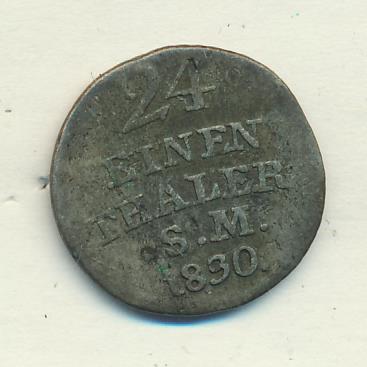 24
EINEN
THALER
S.M.
1830.